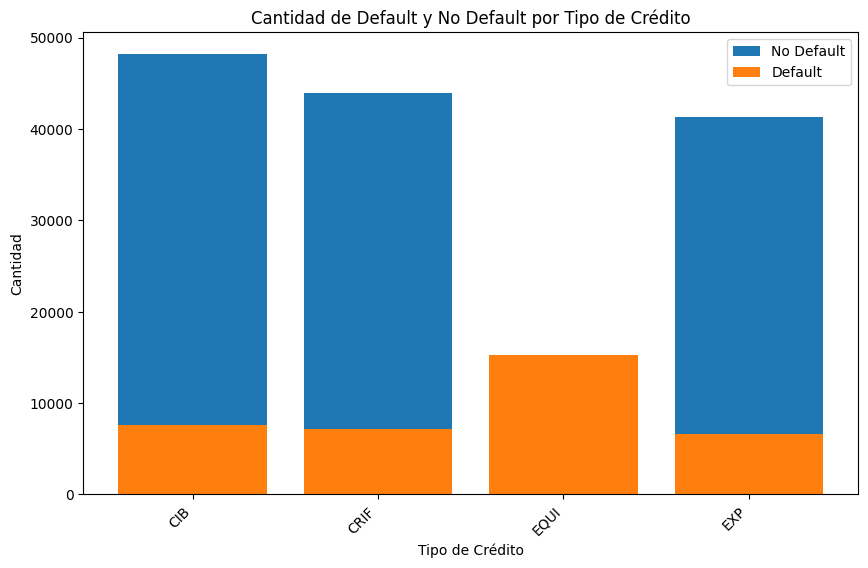 Cantidad de Default y No Default por Tipo de Crédito
No Default
Default
Cantidad
50000
40000
30000
20000
10000
0
CIB
CRIF
EQUI
EXP
Tipo de Crédito